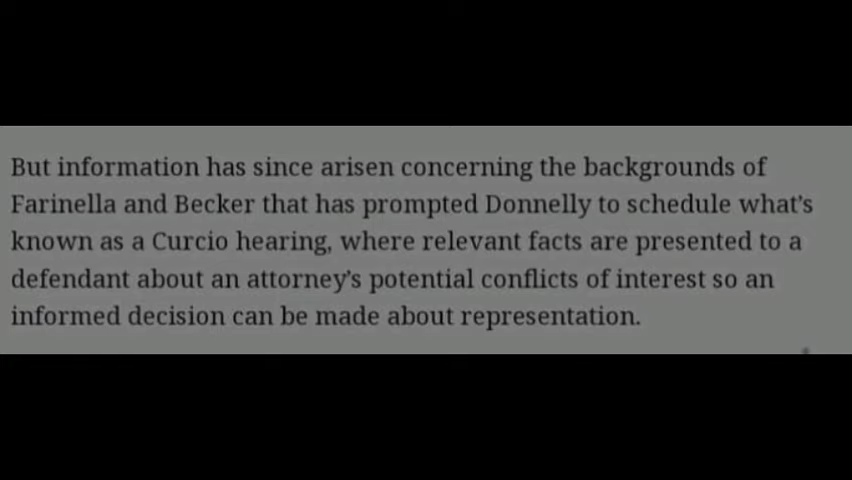 But information has since arisen concerning the backgrounds of
Farinella and Becker that has prompted Donnelly to schedule what's
known as a Curcio hearing, where relevant facts are presented to a
defendant about an attorney's potential conflicts of interest so an
informed decision can be made about representation.